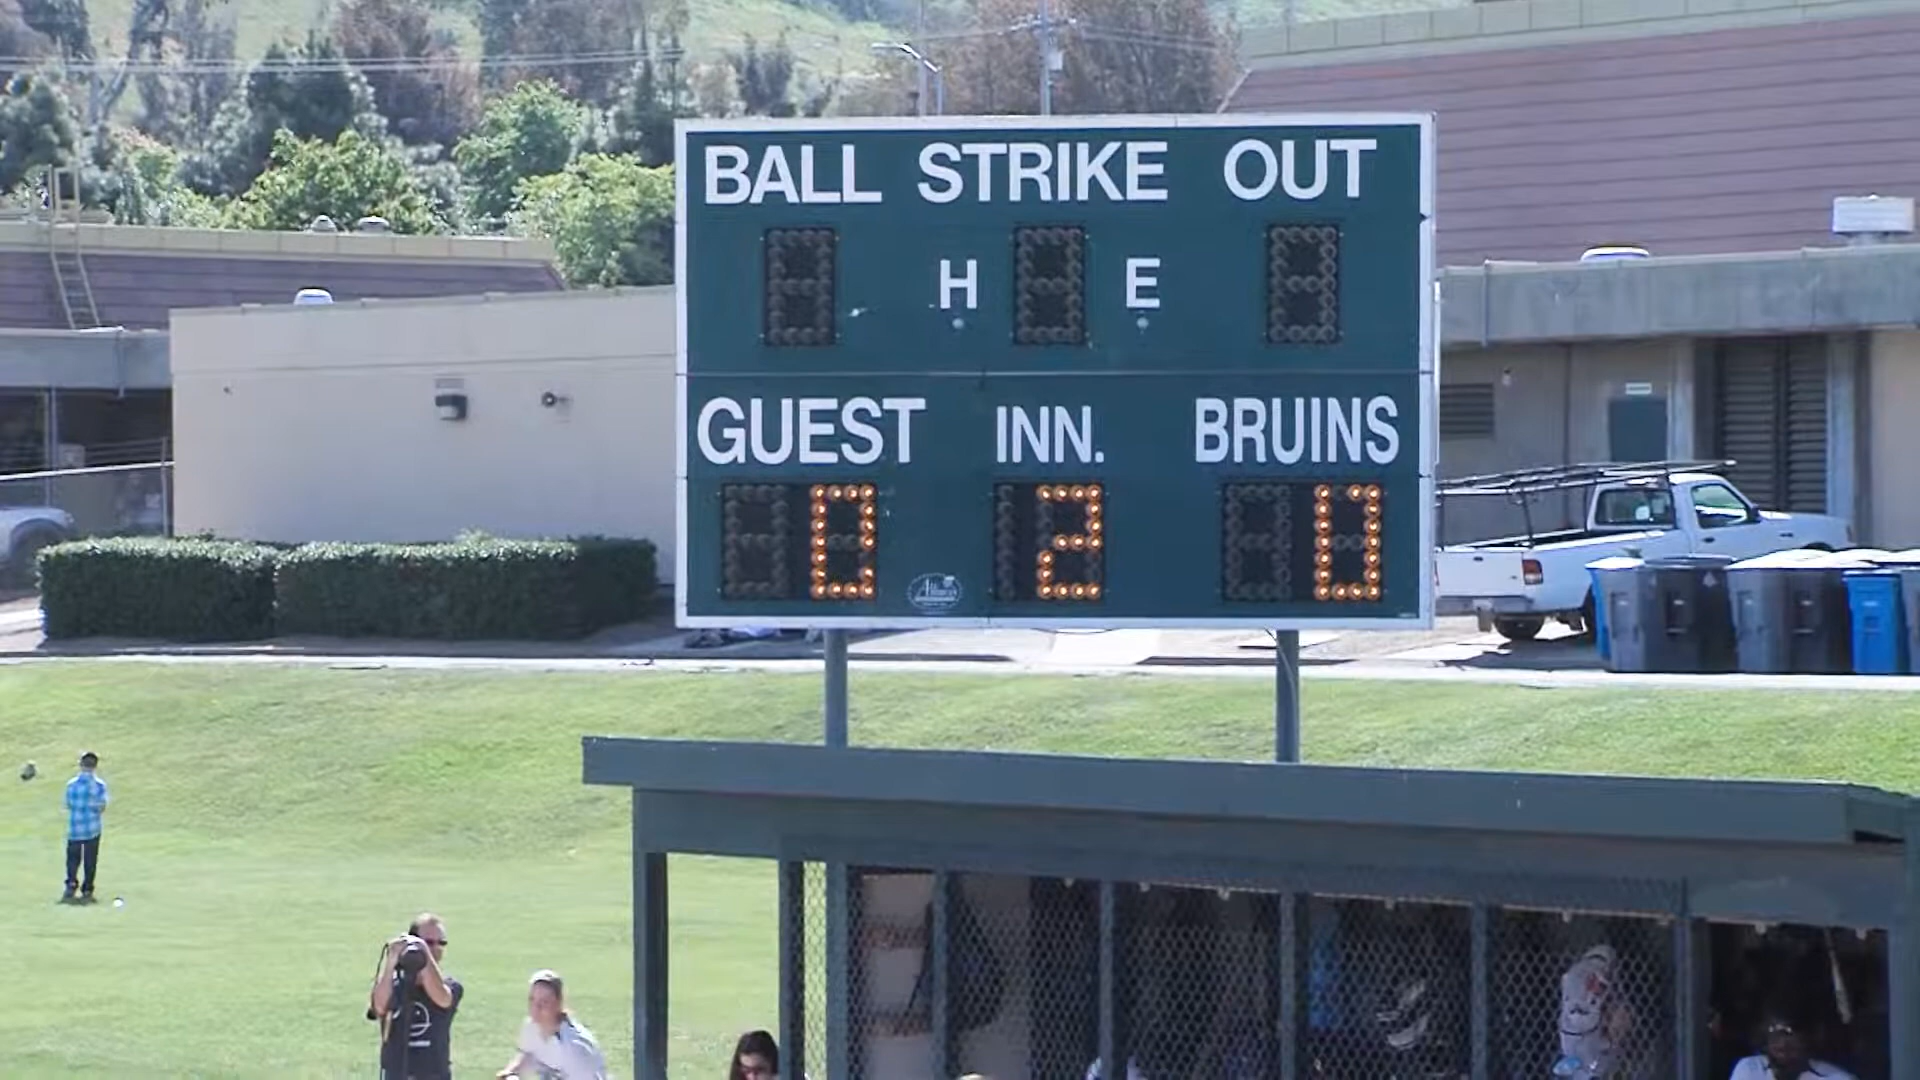 BALL STRIKE OUT
H E
GUEST INN. BRUINS
0 2 0